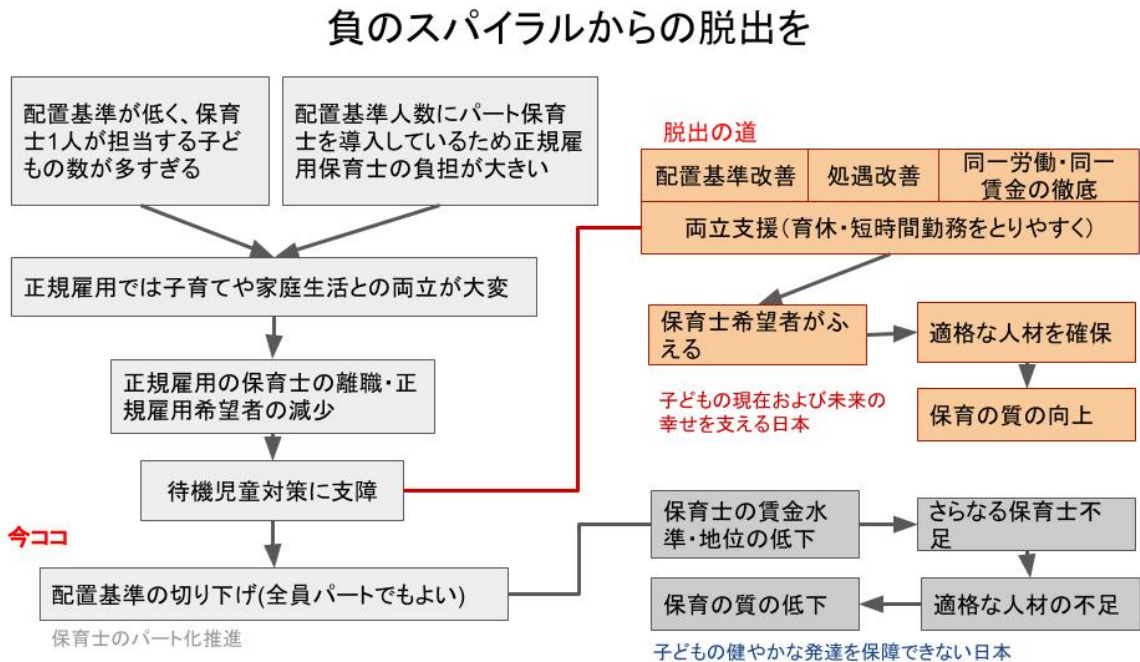 負のスパイラルからの脱出を
配置基準が低く、保育
士1人が担当する子ど
もの数が多すぎる
配置基準人数にパート保育
士を導入しているため正規雇
用保育士の負担が大きい
正規雇用では子育てや家庭生活との両立が大変
正規雇用の保育士の離職・正
規雇用希望者の減少
待機児童対策に支障
今ココ
配置基準の切り下げ(全員パートでもよい)
保育士のパート化推進
脱出の道
配置基準改善
処遇改善
同一労働・同一
賃金の徹底
両立支援(育休・短時間勤務をとりやすく)
保育士希望者がふ
える
適格な人材を確保
保育の質の向上
子どもの現在および未来の
幸せを支える日本
保育士の賃金水
準・地位の低下
さらなる保育士不
足
適格な人材の不足
保育の質の低下
子どもの健やかな発達を保障できない日本